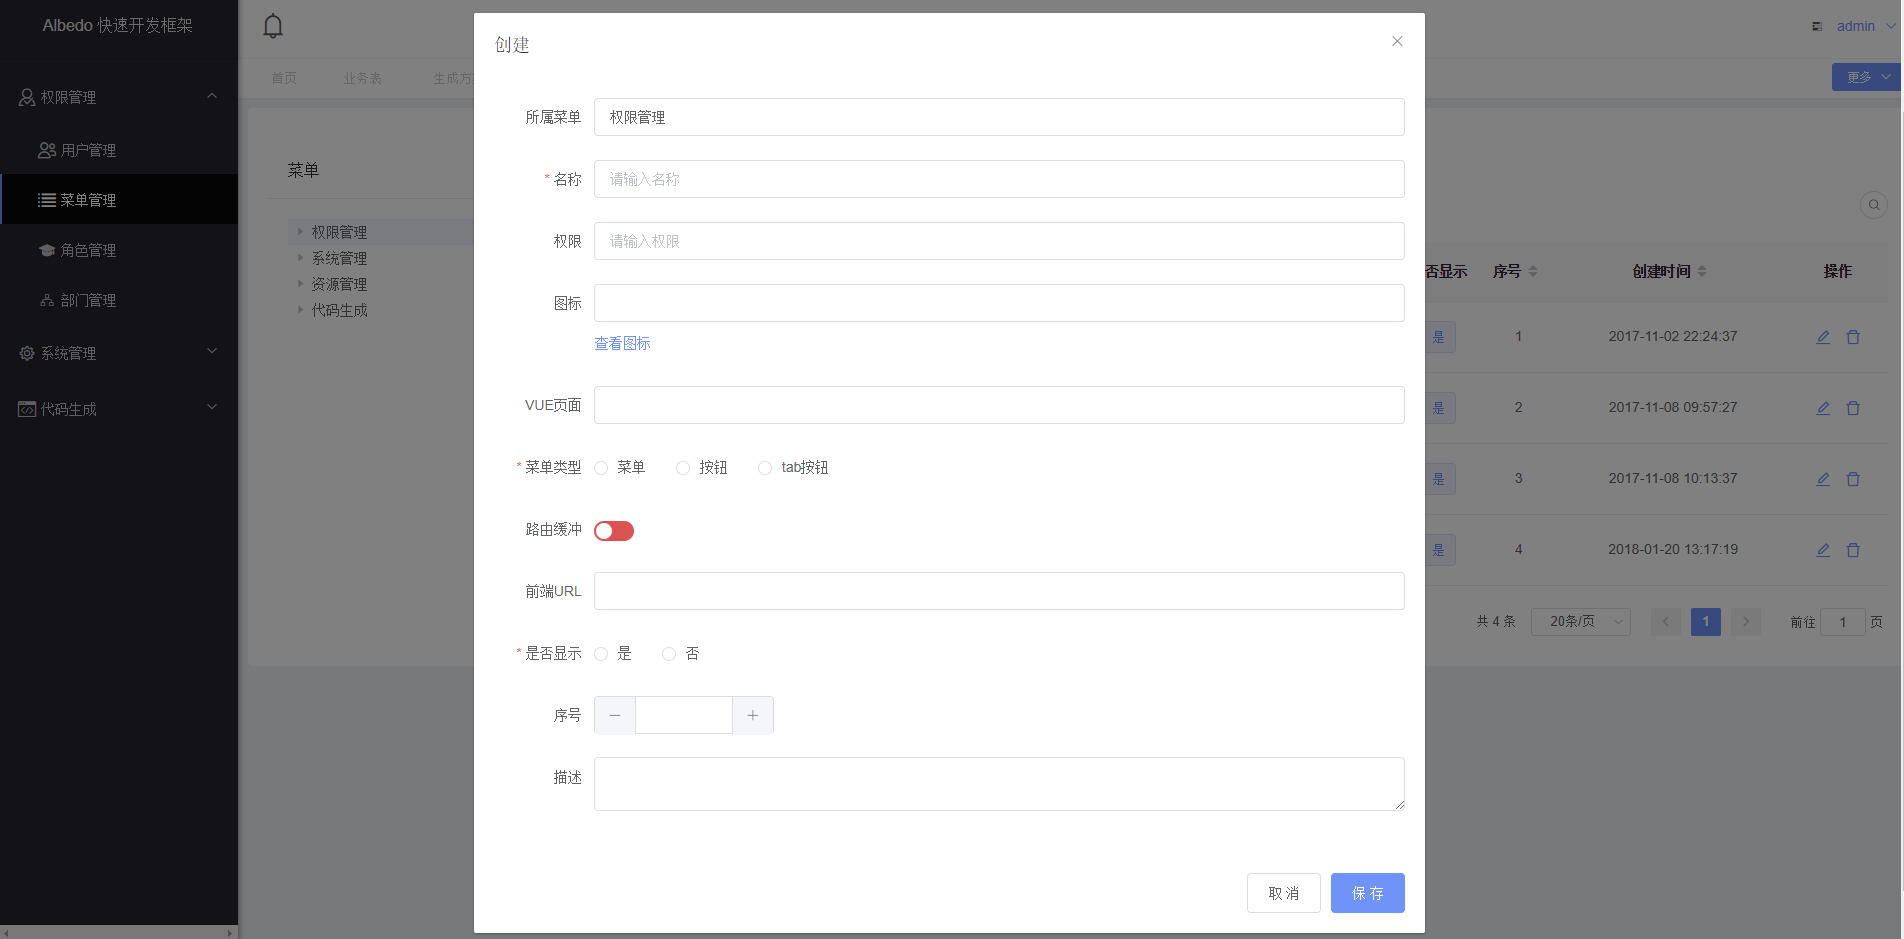 Albedo 快速开发框架
admin
首页
业务表
生成方
更多
权限管理
用户管理
菜单管理
角色管理
部门管理
系统管理
代码生成
菜单
权限管理
系统管理
资源管理
代码生成
创建
所属菜单 权限管理
* 名称 请输入名称
权限 请输入权限
图标
查看图标
VUE页面
* 菜单类型 菜单 按钮 tab按钮
路由缓冲
前端URL
* 是否显示 是 否
序号
描述
取 消 保 存
否显示 序号 创建时间 操作
是 1 2017-11-02 22:24:37
是 2 2017-11-08 09:57:27
是 3 2017-11-08 10:13:37
是 4 2018-01-20 13:17:19
共 4 条 20条/页 1 前往 1 页